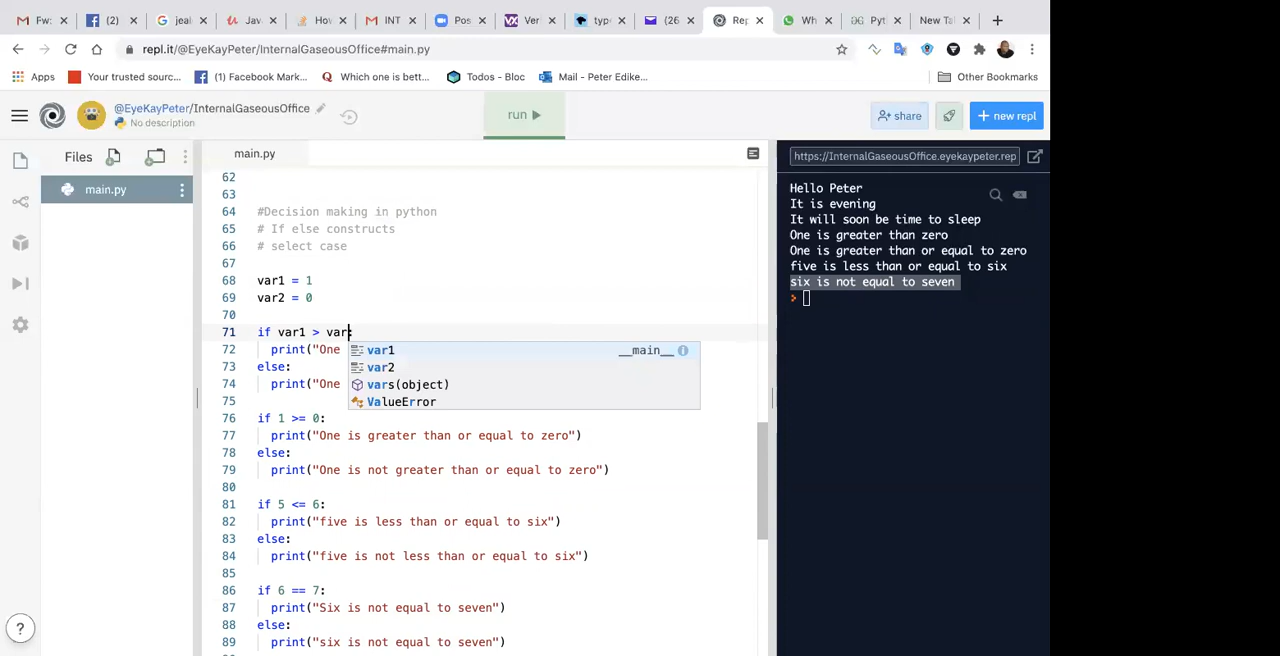 Fw:
(2)
jeal
Jav
Hov
INT
Pos
Ver
type
(26
Rep
Wh
Pyt
New Tal
repl.it/@EyeKayPeter/InternalGaseousOffice#main.py
Apps
Your trusted sourc...
(1) Facebook Mark...
Which one is bett...
Todos - Bloc
Mail - Peter Edike...
Other Bookmarks
@EyeKayPeter/InternalGaseousOffice
No description
run
share
+ new repl
Files
main.py
main.py
https://InternalGaseousOffice.eyekaypeter.rep
62
63
64 #Decision making in python
65 # If else constructs
66 # select case
67
68 var1 = 1
69 var2 = 0
70
71 if var1 > var:
72 print("One
73 else:
74 print("One
75
76 if 1 >= 0:
77 print("One is greater than or equal to zero")
78 else:
79 print("One is not greater than or equal to zero")
80
81 if 5 <= 6:
82 print("five is less than or equal to six")
83 else:
84 print("five is not less than or equal to six")
85
86 if 6 == 7:
87 print("Six is not equal to seven")
88 else:
89 print("six is not equal to seven")
var1 __main__
var2
vars(object)
ValueError
Hello Peter
It is evening
It will soon be time to sleep
One is greater than zero
One is greater than or equal to zero
five is less than or equal to six
six is not equal to seven
>
?